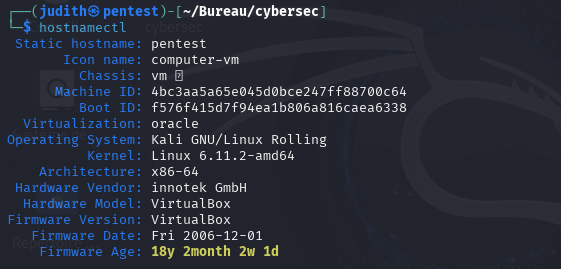 ┌──(judith㉿pentest)-[~/Bureau/cybersec]
└─$ hostnamectl
Static hostname: pentest
Icon name: computer-vm
Chassis: vm
Machine ID: 4bc3aa5a65e045d0bce247ff88700c64
Boot ID: f576f415d7f94ea1b806a816caea6338
Virtualization: oracle
Operating System: Kali GNU/Linux Rolling
Kernel: Linux 6.11.2-amd64
Architecture: x86-64
Hardware Vendor: innotek GmbH
Hardware Model: VirtualBox
Firmware Version: VirtualBox
Firmware Date: Fri 2006-12-01
Firmware Age: 18y 2month 2w 1d